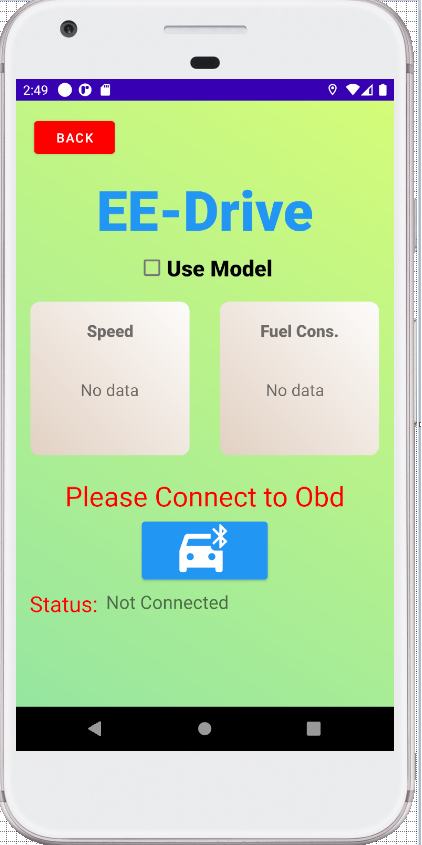 2:49
BACK
EE-Drive
Use Model
Speed
Fuel Cons.
No data
No data
Please Connect to Obd
Status: Not Connected